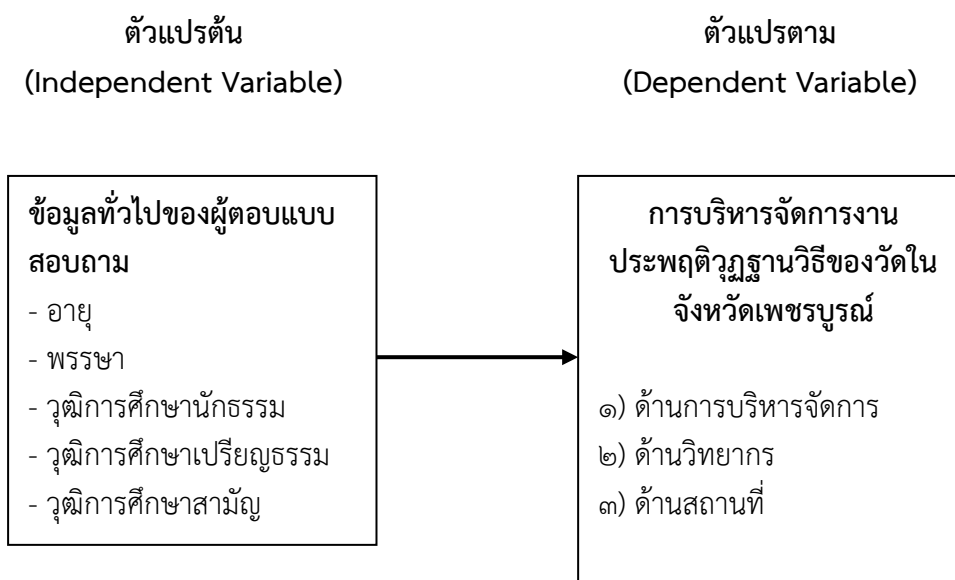 ตัวแปรต้น
(Independent Variable)
ตัวแปรตาม
(Dependent Variable)
ข้อมูลทั่วไปของผู้ตอบแบบ
สอบถาม
- อายุ
- พรรษา
- วุฒิการศึกษานักธรรม
- วุฒิการศึกษาเปรียญธรรม
- วุฒิการศึกษาสามัญ
การบริหารจัดการงาน
ประพฤติวุฏฐานวิธีของวัดใน
จังหวัดเพชรบูรณ์
๑) ด้านการบริหารจัดการ
๒) ด้านวิทยากร
๓) ด้านสถานที่